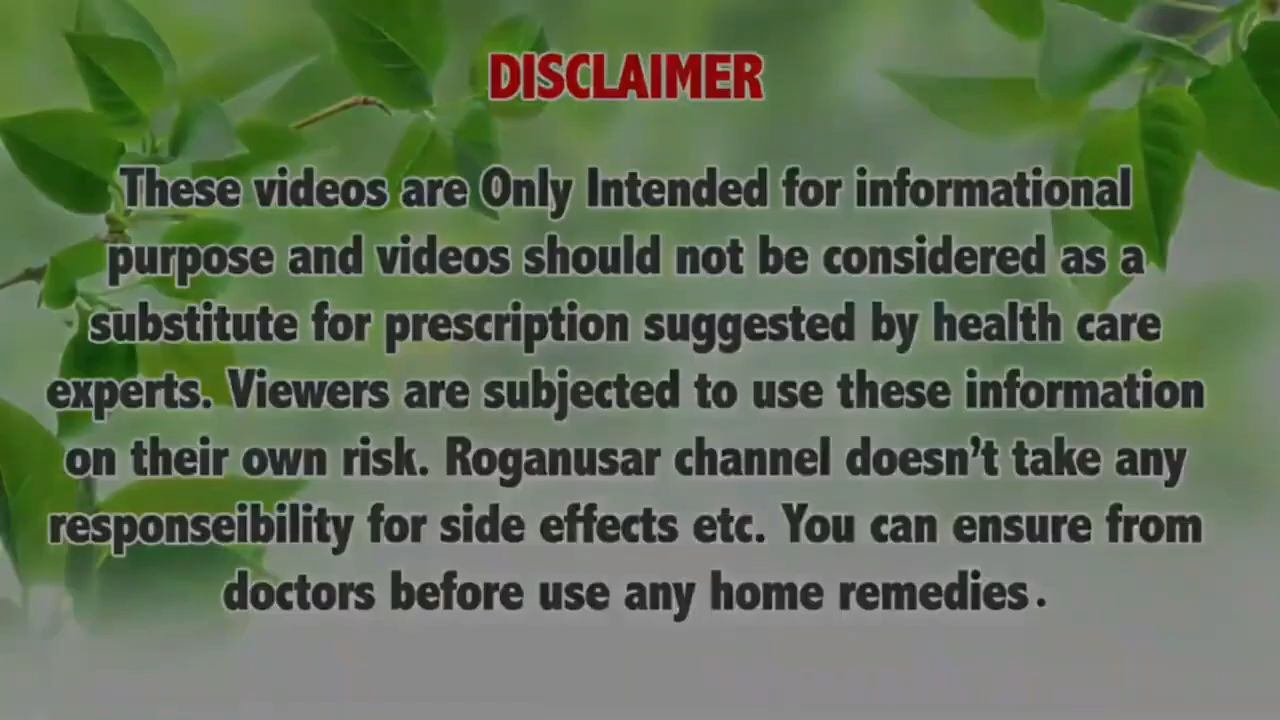 DISCLAIMER
These videos are Only Intended for informational
purpose and videos should not be considered as a
substitute for prescription suggested by health care
experts. Viewers are subjected to use these information
on their own risk. Roganusar channel doesn't take any
responseibility for side effects etc. You can ensure from
doctors before use any home remedies.